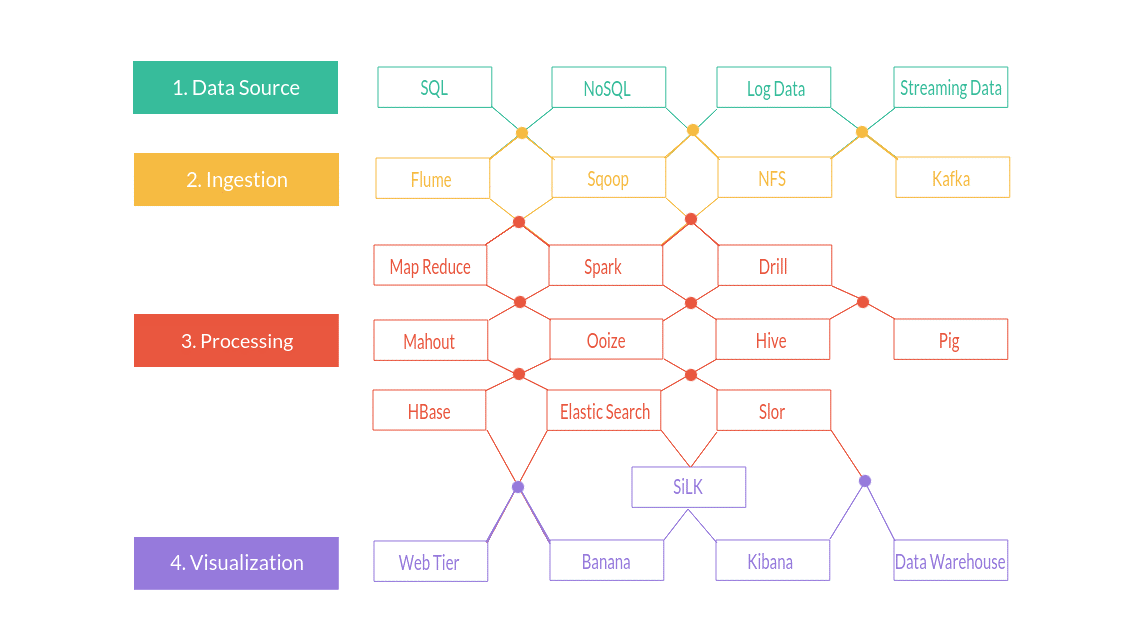 1. Data Source
SQL
NoSQL
Log Data
Streaming Data
2. Ingestion
Flume
Sqoop
NFS
Kafka
Map Reduce
Spark
Drill
3. Processing
Mahout
Ooize
Hive
Pig
HBase
Elastic Search
Slor
SiLK
4. Visualization
Web Tier
Banana
Kibana
Data Warehouse